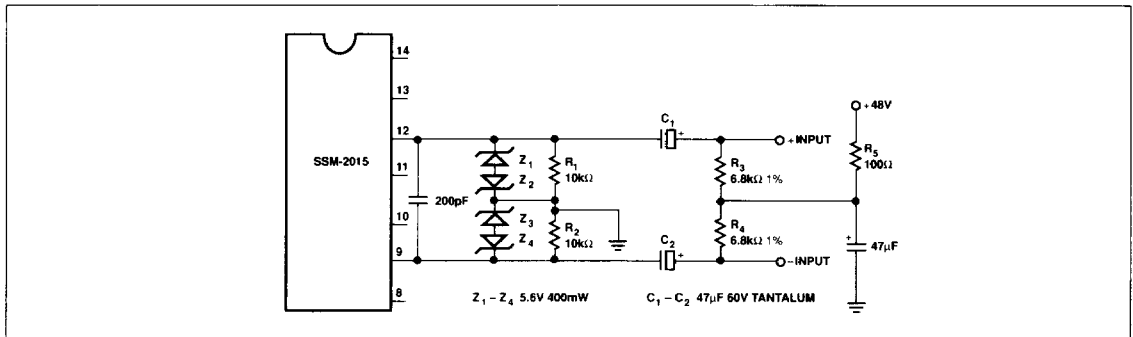 14
13
12
SSM-2015
11
10
9
8
200pF
Z1
Z2
Z3
Z4
R1
10kΩ
R2
10kΩ
C1
+
C2
+
+INPUT
R3
6.8kΩ 1%
R4
6.8kΩ 1%
−INPUT
+48V
R5
100Ω
+
47μF
Z1 – Z4 5.6V 400mW
C1 – C2 47μF 60V TANTALUM